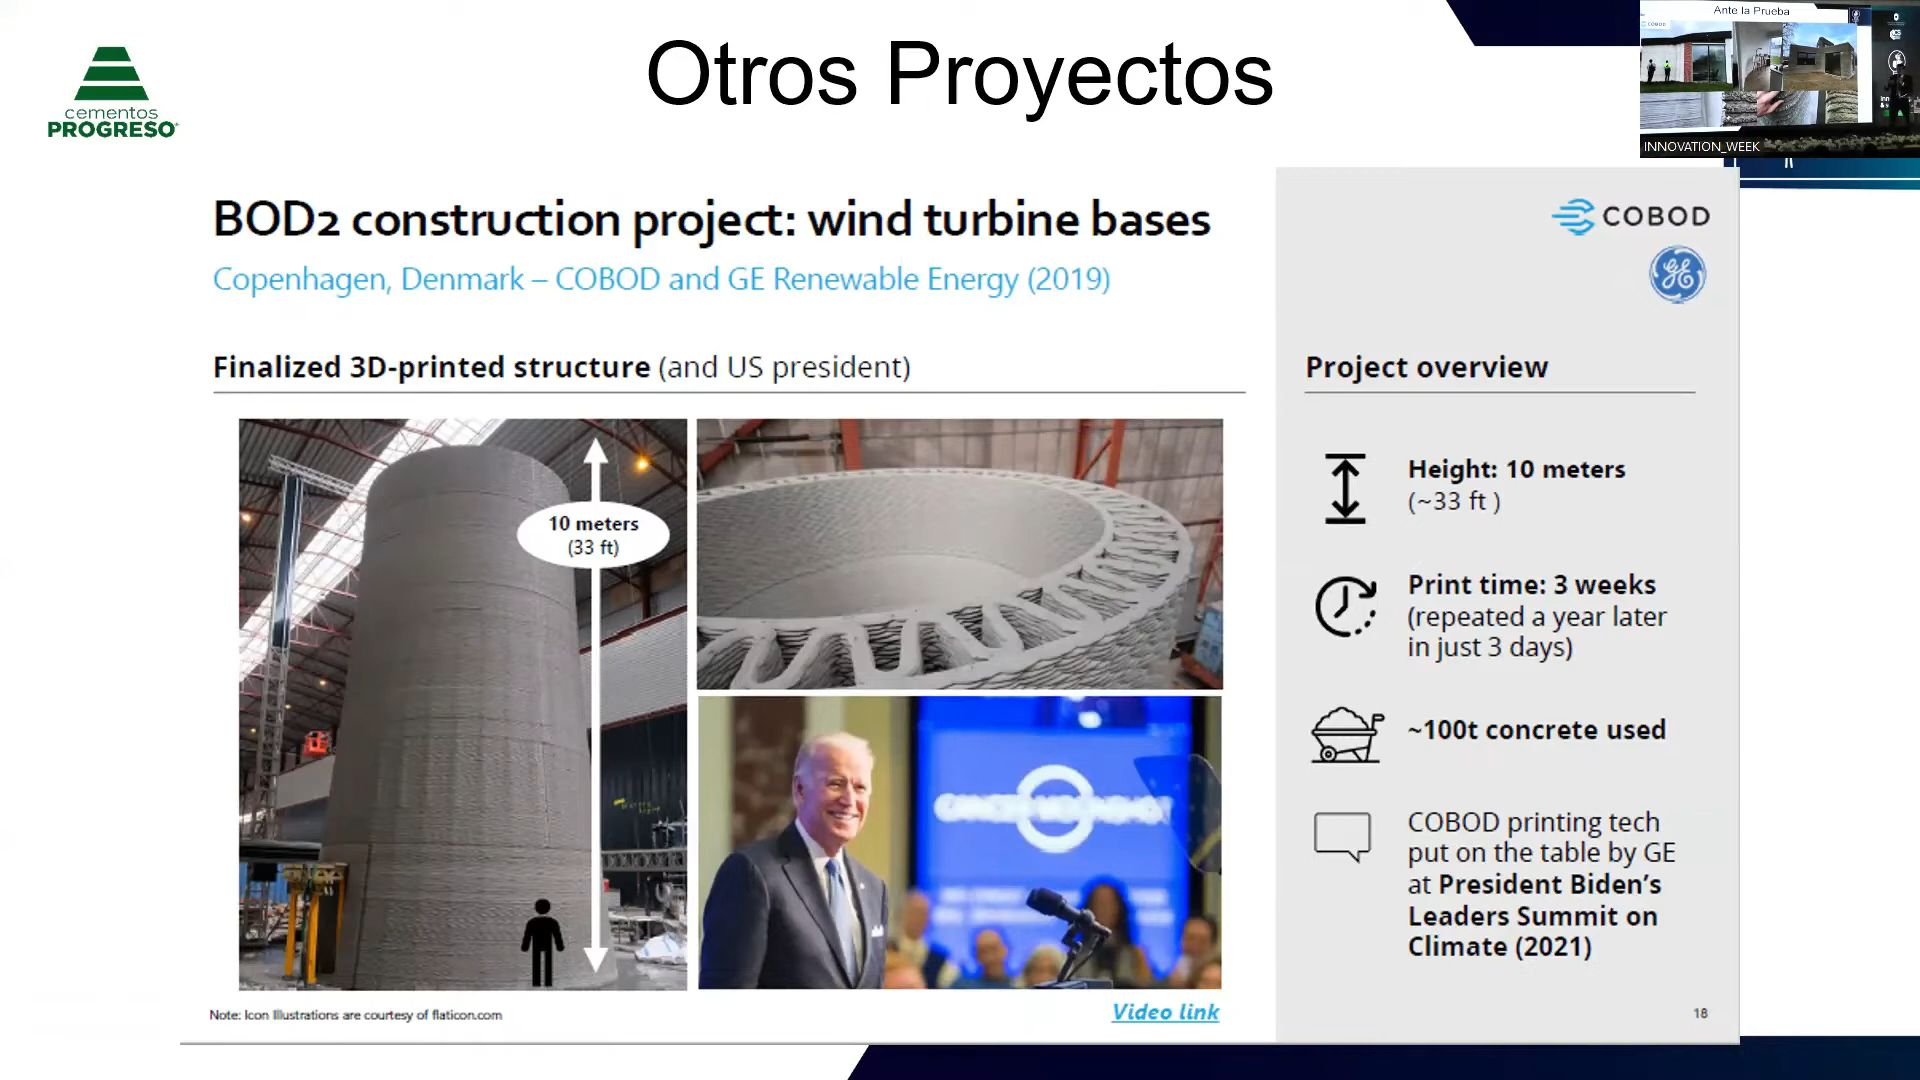 Otros Proyectos
cementos
PROGRESO
Ante la Prueba
COBOD
INNOVATION_WEEK
BOD2 construction project: wind turbine bases
Copenhagen, Denmark – COBOD and GE Renewable Energy (2019)
COBOD
GE
Finalized 3D-printed structure (and US president)
10 meters
(33 ft)
Project overview
Height: 10 meters
(~33 ft )
Print time: 3 weeks
(repeated a year later
in just 3 days)
~100t concrete used
COBOD printing tech
put on the table by GE
at President Biden’s
Leaders Summit on
Climate (2021)
Note: Icon Illustrations are courtesy of flaticon.com
Video link
18